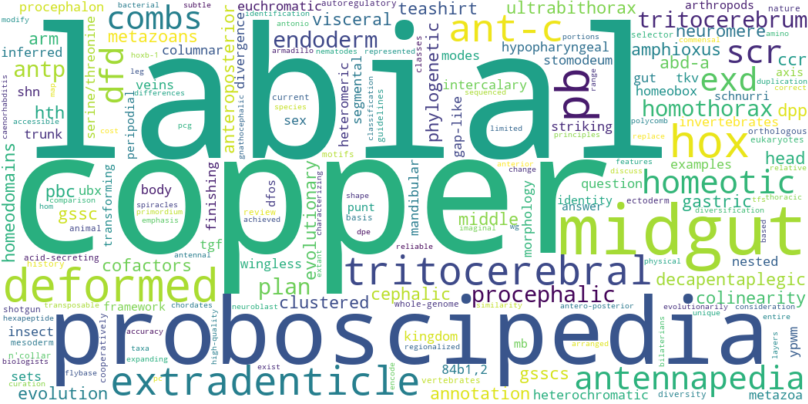 procephalon
bacterial
subtle
autoregulatory
arthropods
nature
modify
combs
euchromatic
identification
teashirt
ultrabithorax
tritocerebrum
metazoans
antonio
visceral
ant-c
neuromere
selector
amino
arm
columnar
divergence
armadillo
nematodes
represented
endoderm
classes
hypopharyngeal
amphioxus
scr
ccr
inferred
hoxb-1
segmental
modes
stomodeum
abd-a
axis
antp
dfd
serine/threonine
anteroposterior
heteromeric
phylogenetic
intercalary
sequenced
gut
tkv
duplication
shn
leg
veins
differences
current
species
classification
guidelines
gap-like
pb
range
homeobox
schnurri
correct
hth
peripodial
gnathocephalic
sex
exd
polycomb
dpp
caenorhabditis
accessible
trunk
pcg
limited
striking
homothorax
invertebrates
orthologous
labial
principles
hox
replace
eukaryotes
copper
motifs
examples
features
head
relative
homeodomains
transforming
body
finishing
evolutionary
characterizing
shape
mandibular
anterior
change
question
discuss
homeotic
pbc
ubx
spiracles
dfos
punt
basis
morphology
identity
ectoderm
tfs
thoracic
comparison
primordium
review
answer
gastric
diversification
hom
gssc
emphasis
achieved
middle
imaginal
midgut
based
animal
tgf
dpe
reliable
acid-secreting
antennal
extant
physical
nested
history
cofactors
wingless
tritocerebral
decapentaplegic
deformed
plan
cephalic
procephalic
colinearity
transposable
framework
chordates
neuroblast
clustered
whole-genome
antero-posterior
evolutionarily
consideration
shotgun
similarity
unique
entire
hexapeptide
accuracy
cooperatively
high-quality
proboscipedia
kingdom
mb
arranged
layers
ypwm
insect
mesoderm
taxa
regionalized
84b1,2
bilaterians
n'collar
expanding
biologists
flybase
exist
encode
gsscs
antennapedia
sets
curation
extradenticle
vertebrates
evolution
annotation
heterochromatic
diversity
metazoa